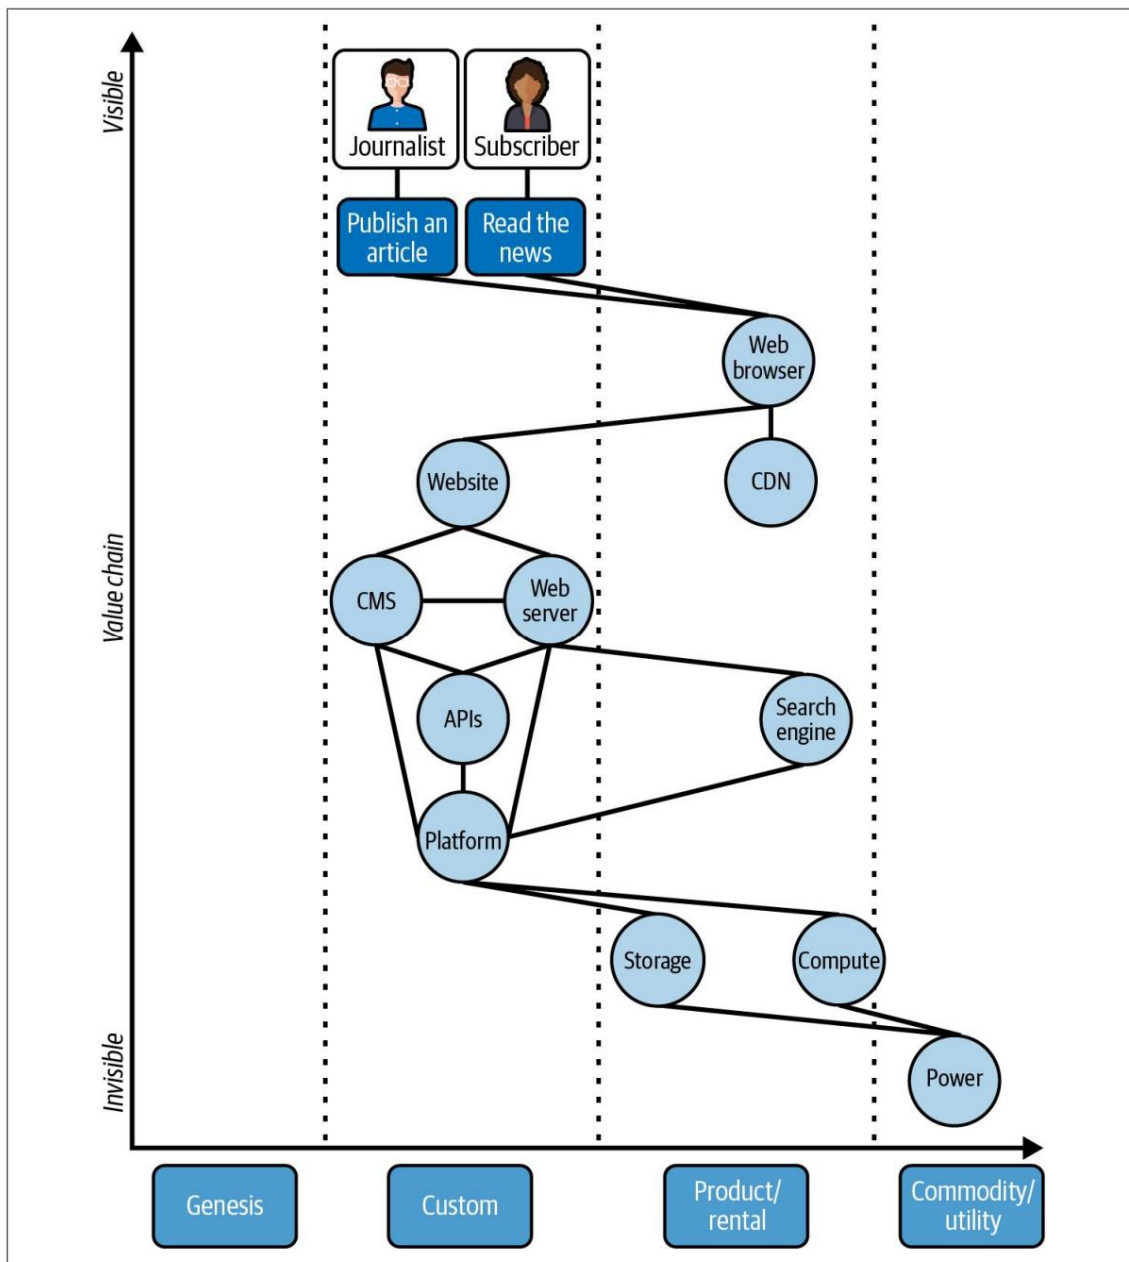 Visible
Journalist
Subscriber
Publish an
article
Read the
news
Web
browser
Website
CDN
Value chain
CMS
Web
server
APIs
Search
engine
Platform
Storage
Compute
Invisible
Power
Genesis
Custom
Product/
rental
Commodity/
utility